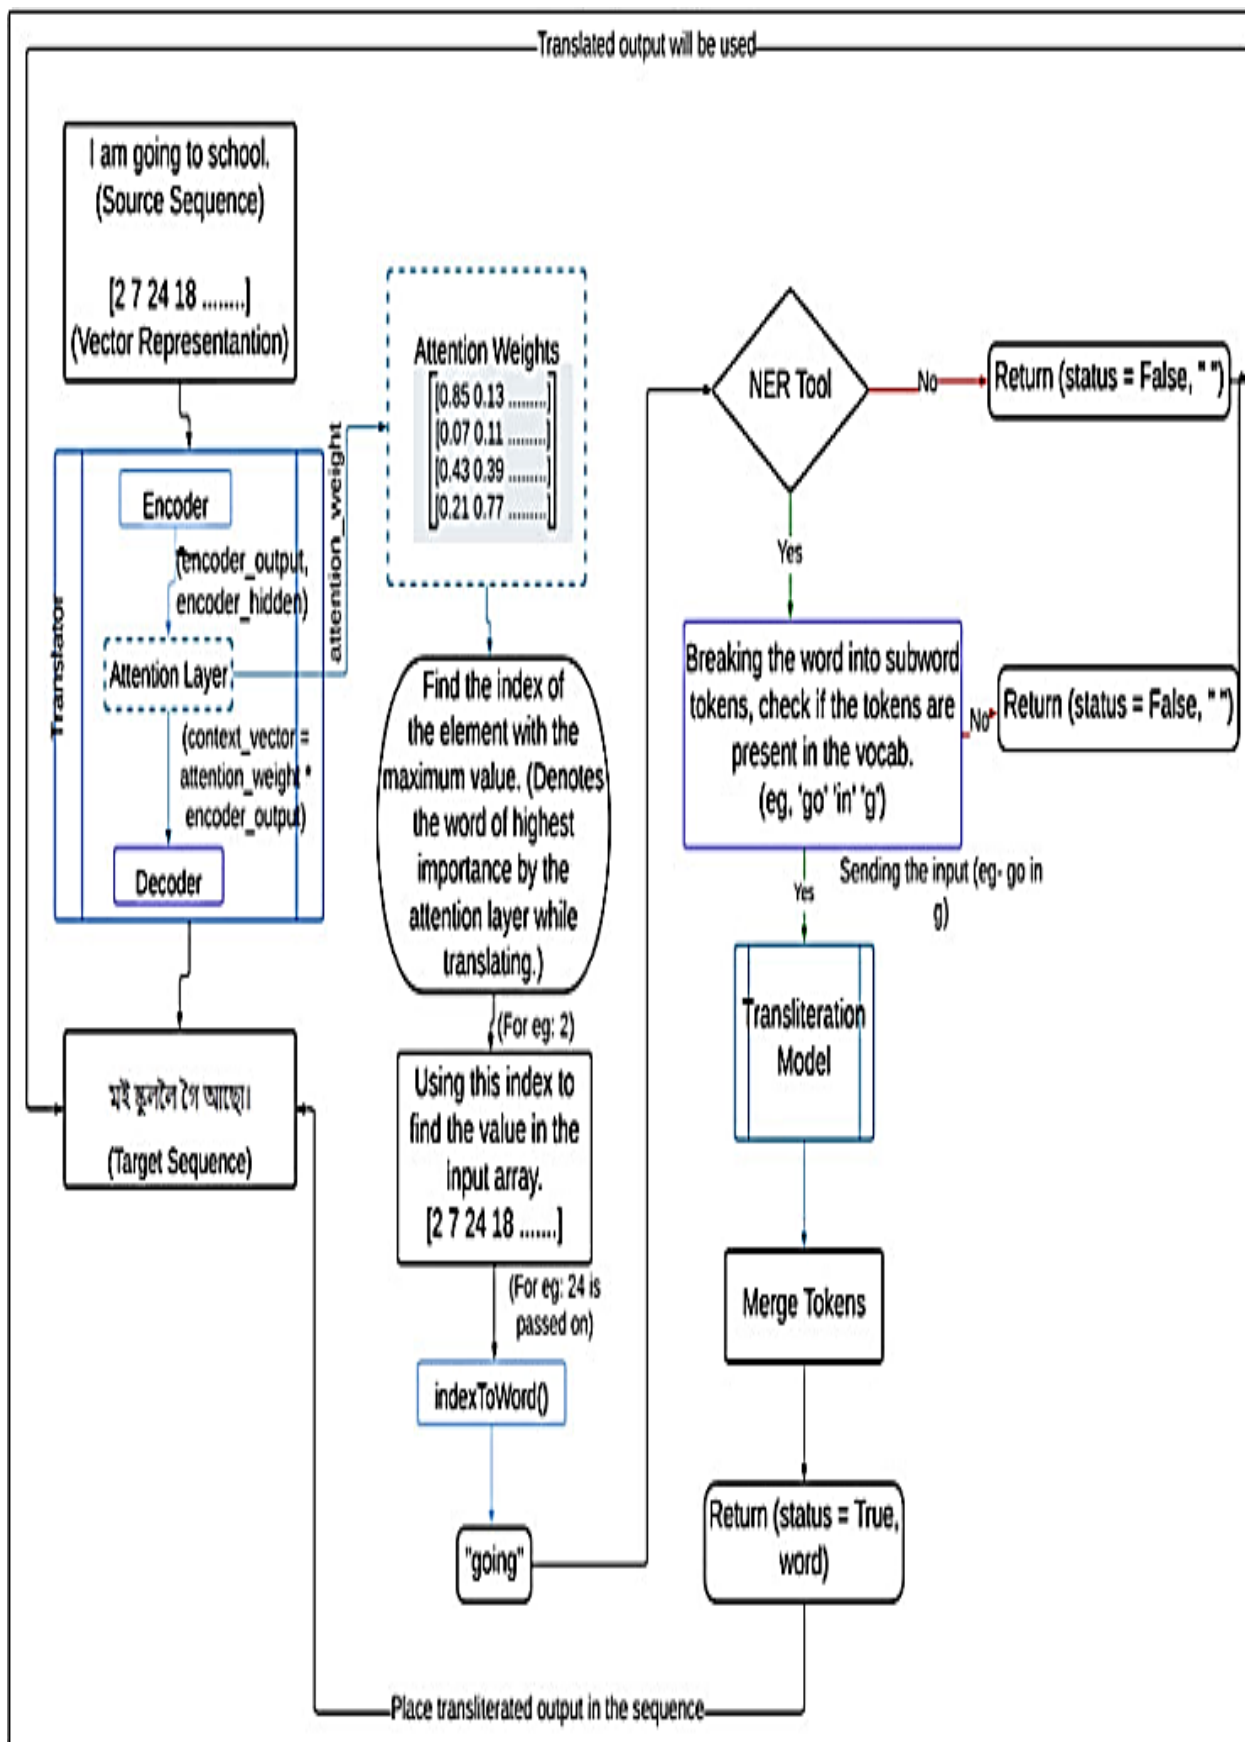 Translated output will be used
I am going to school.
(Source Sequence)
[2 7 24 18 ........]
(Vector Representantion)
Translator
Encoder
(encoder_output,
encoder_hidden)
Attention Layer
(context_vector =
attention_weight *
encoder_output)
Decoder
মই স্কুললৈ গৈ আছো।
(Target Sequence)
attention_weight
Attention Weights
[0.85 0.13 ........]
[0.07 0.11 ........]
[0.43 0.39 ........]
[0.21 0.77 ........]
Find the index of
the element with the
maximum value. (Denotes
the word of highest
importance by the
attention layer while
translating.)
(For eg: 2)
Using this index to
find the value in the
input array.
[2 7 24 18 .......]
(For eg: 24 is
passed on)
indexToWord()
"going"
NER Tool
No
Return (status = False, " ")
Yes
Breaking the word into subword
tokens, check if the tokens are
present in the vocab.
(eg, 'go' 'in' 'g')
No
Return (status = False, " ")
Yes
Sending the input (eg- go in
g)
Transliteration
Model
Merge Tokens
Return (status = True,
word)
Place transliterated output in the sequence